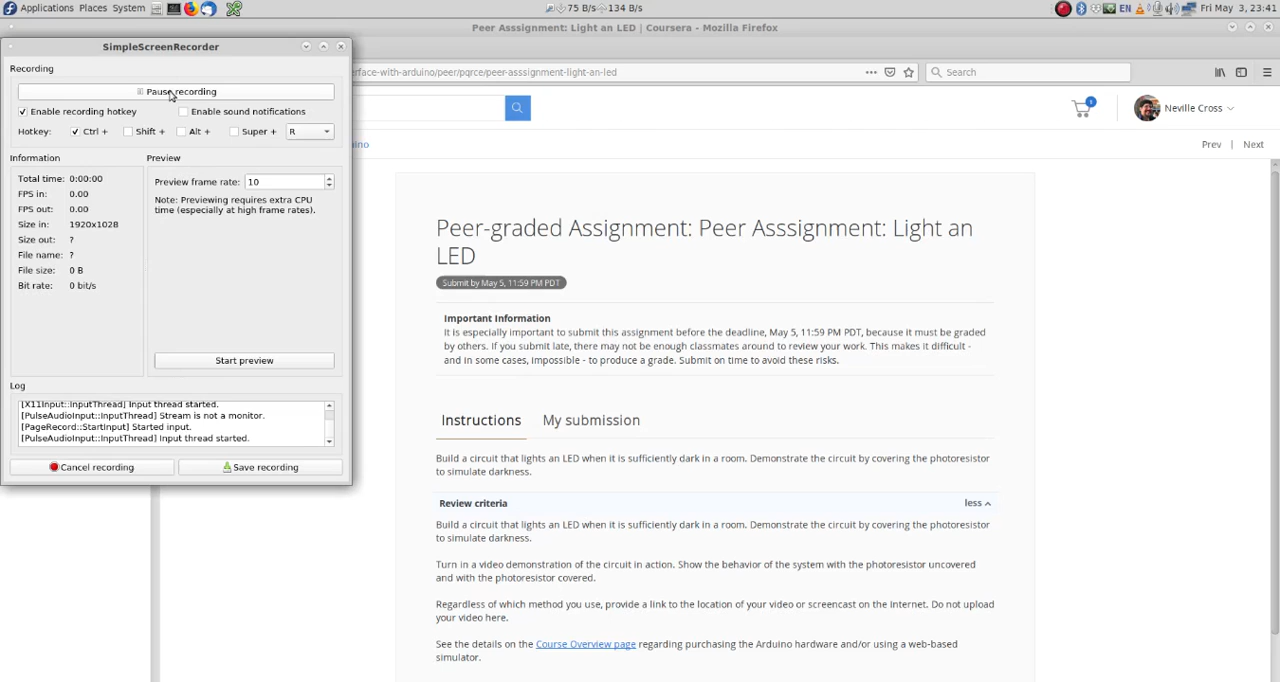 Applications Places System
75 B/s 134 B/s
EN
Fri May 3, 23:41
Peer Asssignment: Light an LED | Coursera - Mozilla Firefox
SimpleScreenRecorder
Recording
Pause recording
Enable recording hotkey
Enable sound notifications
Hotkey: Ctrl + Shift + Alt + Super + R
Information
Total time: 0:00:00
FPS in: 0.00
FPS out: 0.00
Size in: 1920x1028
Size out: ?
File name: ?
File size: 0 B
Bit rate: 0 bit/s
Preview
Preview frame rate: 10
Note: Previewing requires extra CPU
time (especially at high frame rates).
Start preview
Log
[X11Input::InputThread] Input thread started.
[PulseAudioInput::InputThread] Stream is not a monitor.
[PageRecord::StartInput] Started input.
[PulseAudioInput::InputThread] Input thread started.
Cancel recording
Save recording
erface-with-arduino/peer/pqrce/peer-asssignment-light-an-led
Search
1
Neville Cross
ino
Prev | Next
Peer-graded Assignment: Peer Asssignment: Light an
LED
Submit by May 5, 11:59 PM PDT
Important Information
It is especially important to submit this assignment before the deadline, May 5, 11:59 PM PDT, because it must be graded
by others. If you submit late, there may not be enough classmates around to review your work. This makes it difficult -
and in some cases, impossible - to produce a grade. Submit on time to avoid these risks.
Instructions
My submission
Build a circuit that lights an LED when it is sufficiently dark in a room. Demonstrate the circuit by covering the photoresistor
to simulate darkness.
Review criteria
less
Build a circuit that lights an LED when it is sufficiently dark in a room. Demonstrate the circuit by covering the photoresistor
to simulate darkness.
Turn in a video demonstration of the circuit in action. Show the behavior of the system with the photoresistor uncovered
and with the photoresistor covered.
Regardless of which method you use, provide a link to the location of your video or screencast on the Internet. Do not upload
your video here.
See the details on the Course Overview page regarding purchasing the Arduino hardware and/or using a web-based
simulator.